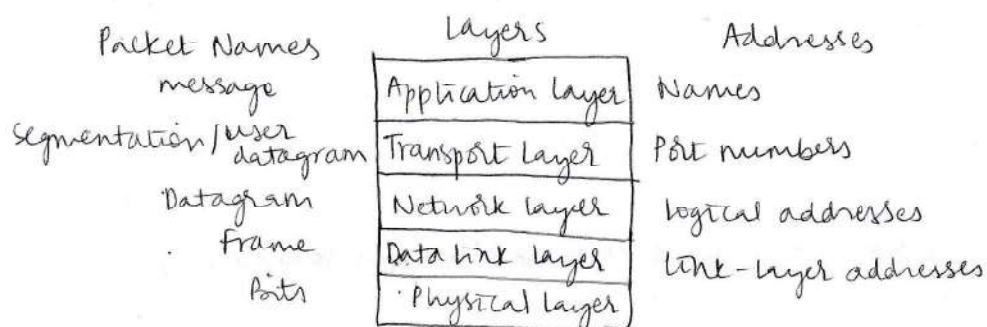 Packet Names Layers Addresses
message Application layer Names
segmentation/user
datagram Transport Layer Port numbers
Datagram Network layer logical addresses
frame Data link layer link-layer addresses
Bits Physical layer